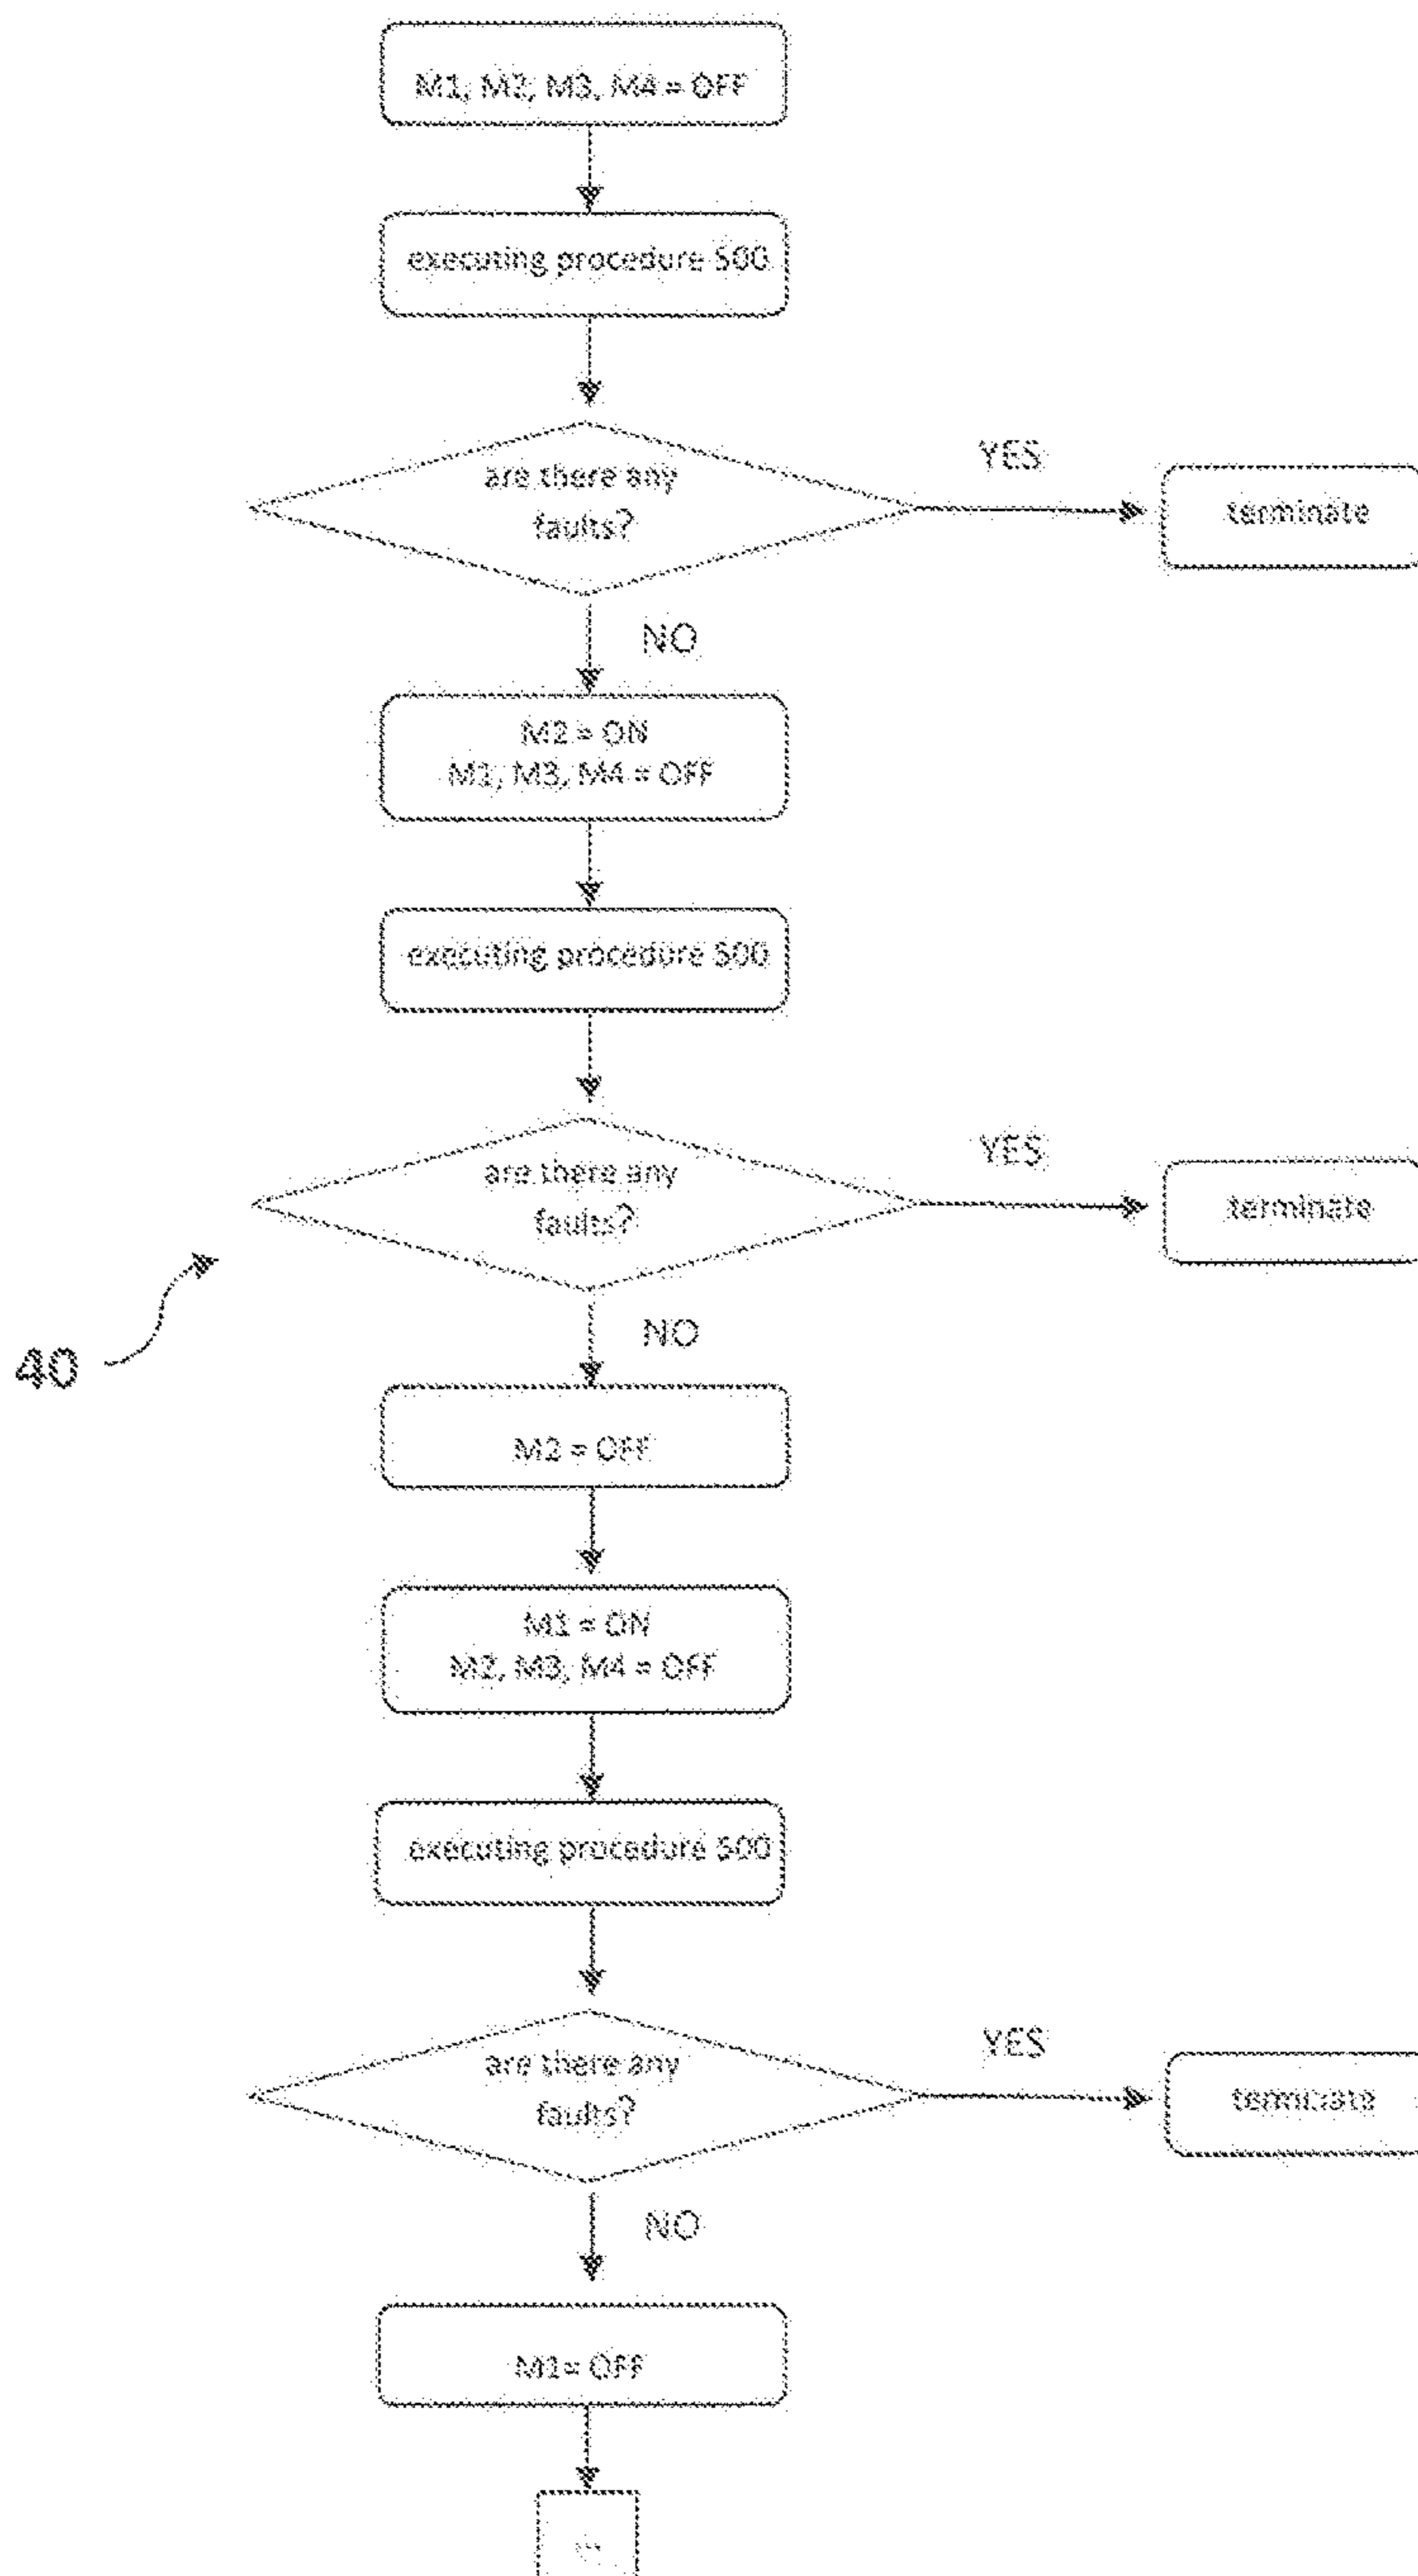 M1, M2, M3, M4 = OFF
executing procedure 500
are there any
faults?
YES
terminate
NO
M2 = ON
M1, M3, M4 = OFF
executing procedure 500
are there any
faults?
YES
terminate
40
NO
M2 = OFF
M1 = ON
M2, M3, M4 = OFF
executing procedure 500
are there any
faults?
YES
terminate
NO
M1= OFF
...